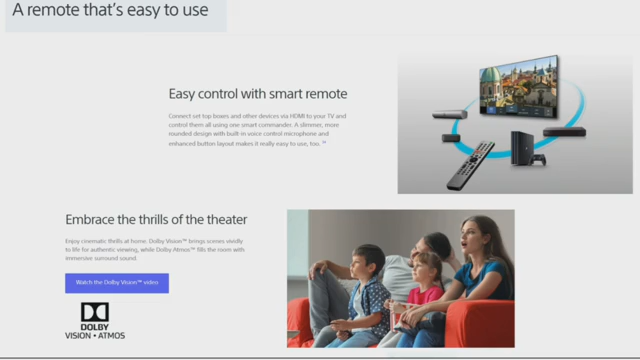 A remote that's easy to use
Easy control with smart remote
Connect set top boxes and other devices via HDMI to your TV and
control them all using one smart commander. A slimmer, more
rounded design with built-in voice control microphone and
enhanced button layout makes it really easy to use, too.
Embrace the thrills of the theater
Enjoy cinematic thrills at home. Dolby Vision™ brings scenes vividly
to life for authentic viewing, while Dolby Atmos™ fills the room with
immersive surround sound.
Watch the Dolby Vision™ video
DOLBY
VISION • ATMOS